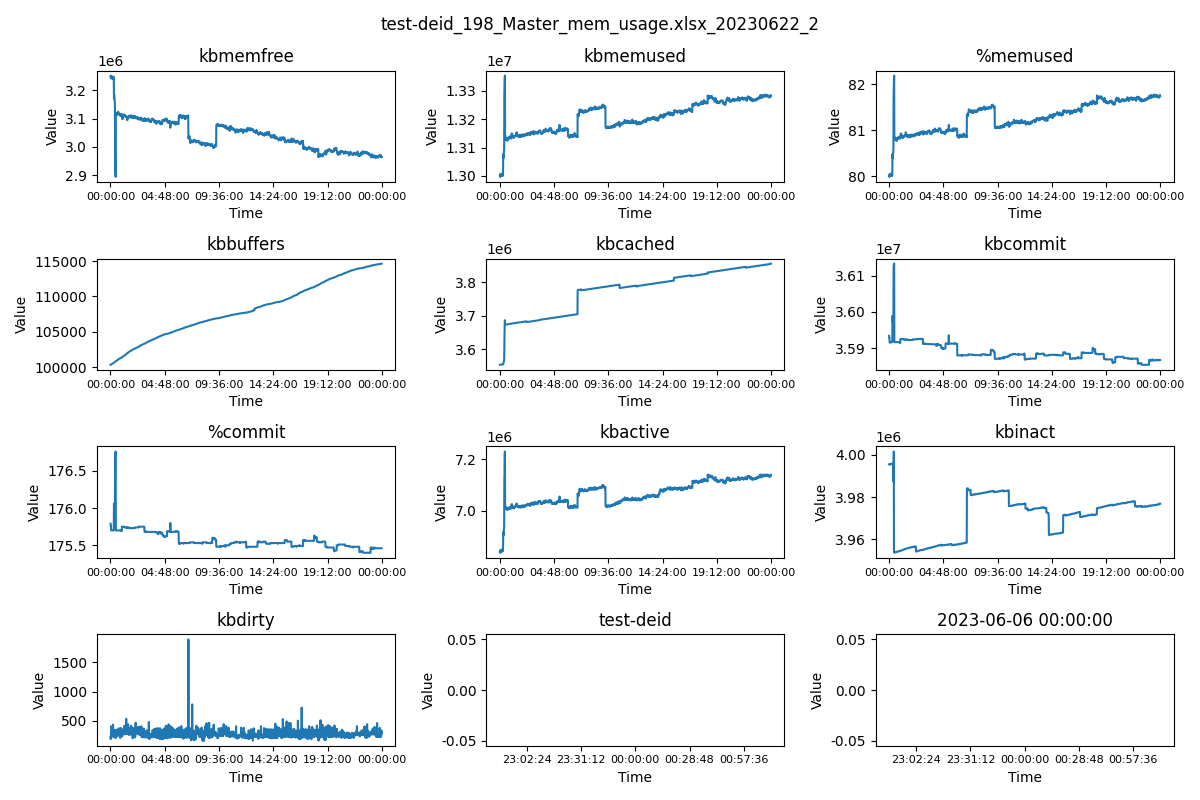 test-deid_198_Master_mem_usage.xlsx_20230622_2
kbmemfree kbmemused %memused
1e6 1e7
3.2 3.1 3.0 2.9
Value
00:00:00 04:48:00 09:36:00 14:24:00 19:12:00 00:00:00
Time
1.33 1.32 1.31 1.30
Value
00:00:00 04:48:00 09:36:00 14:24:00 19:12:00 00:00:00
Time
82 81 80
Value
00:00:00 04:48:00 09:36:00 14:24:00 19:12:00 00:00:00
Time
kbbuffers kbcached kbcommit
1e6 1e7
115000 110000 105000 100000
Value
00:00:00 04:48:00 09:36:00 14:24:00 19:12:00 00:00:00
Time
3.8 3.7 3.6
Value
00:00:00 04:48:00 09:36:00 14:24:00 19:12:00 00:00:00
Time
3.61 3.60 3.59
Value
00:00:00 04:48:00 09:36:00 14:24:00 19:12:00 00:00:00
Time
%commit kbactive kbinact
1e6 1e6
176.5 176.0 175.5
Value
00:00:00 04:48:00 09:36:00 14:24:00 19:12:00 00:00:00
Time
7.2 7.0
Value
00:00:00 04:48:00 09:36:00 14:24:00 19:12:00 00:00:00
Time
4.00 3.98 3.96
Value
00:00:00 04:48:00 09:36:00 14:24:00 19:12:00 00:00:00
Time
kbdirty test-deid 2023-06-06 00:00:00
1500 1000 500
Value
00:00:00 04:48:00 09:36:00 14:24:00 19:12:00 00:00:00
Time
0.05 0.00 -0.05
Value
23:02:24 23:31:12 00:00:00 00:28:48 00:57:36
Time
0.05 0.00 -0.05
Value
23:02:24 23:31:12 00:00:00 00:28:48 00:57:36
Time